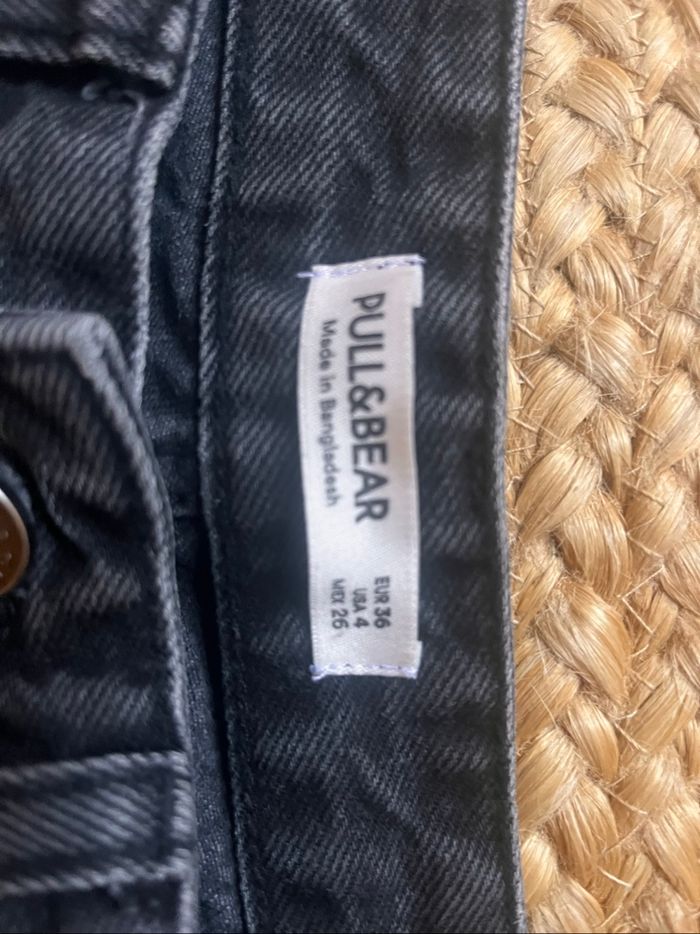 PULL&BEAR
Made in Bangladesh
EUR 36
USA 4
MEX 26